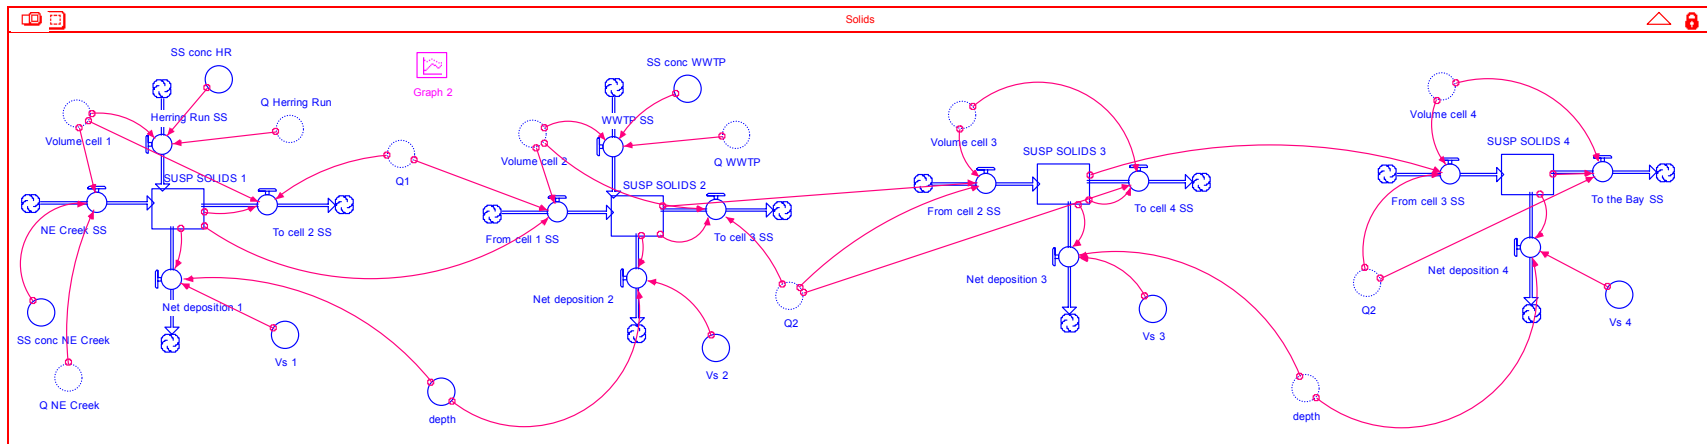 Solids
SS conc HR
Graph 2
SS conc WWTP
Herring Run SS
Q Herring Run
Volume cell 1
WWTP SS
Volume cell 2
Q WWTP
Volume cell 3
Volume cell 4
SUSP SOLIDS 1
Q1
SUSP SOLIDS 2
SUSP SOLIDS 3
SUSP SOLIDS 4
NE Creek SS
To cell 2 SS
From cell 1 SS
To cell 3 SS
From cell 2 SS
To cell 4 SS
From cell 3 SS
To the Bay SS
Net deposition 1
Net deposition 2
Net deposition 3
Net deposition 4
SS conc NE Creek
Vs 1
Vs 2
Q2
Vs 3
Q2
Vs 4
Q NE Creek
depth
depth